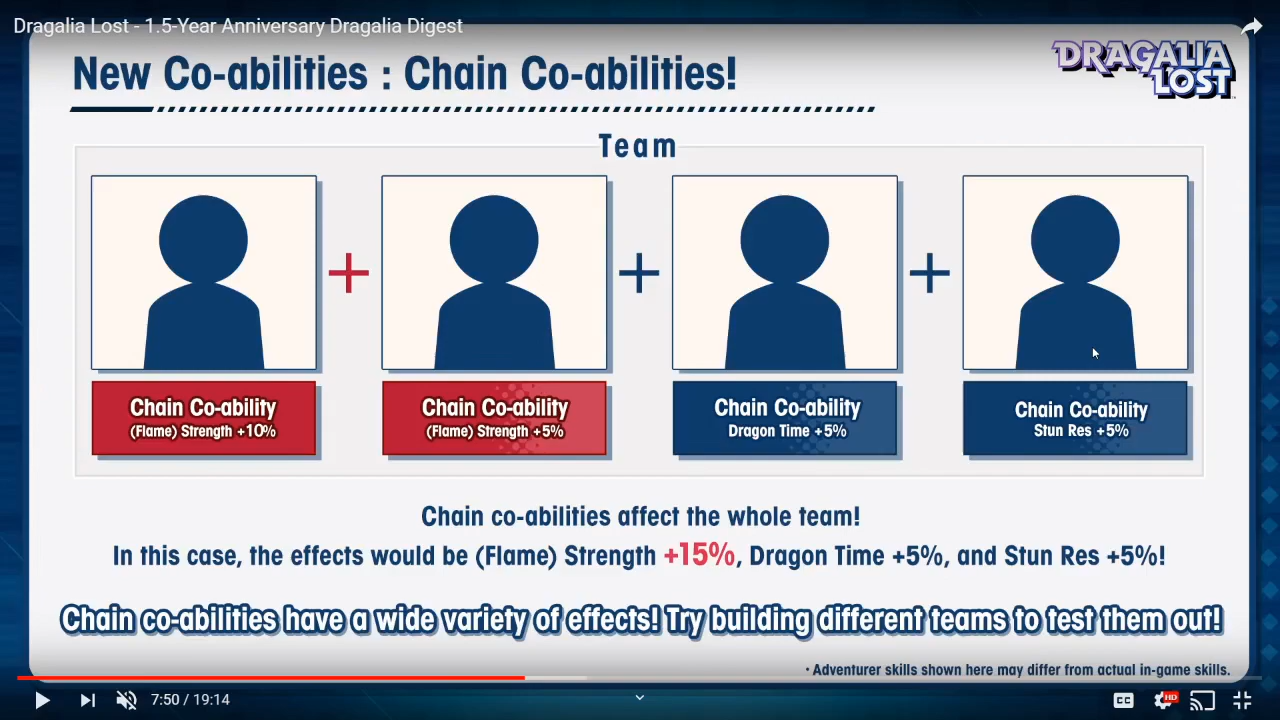 Dragalia Lost - 1.5-Year Anniversary Dragalia Digest
New Co-abilities : Chain Co-abilities!
DRAGALIA
LOST
Team
Chain Co-ability
(Flame) Strength +10%
Chain Co-ability
(Flame) Strength +5%
Chain Co-ability
Dragon Time +5%
Chain Co-ability
Stun Res +5%
Chain co-abilities affect the whole team!
In this case, the effects would be (Flame) Strength +15%, Dragon Time +5%, and Stun Res +5%!
Chain co-abilities have a wide variety of effects! Try building different teams to test them out!
· Adventurer skills shown here may differ from actual in-game skills.
7:50 / 19:14
CC
HD